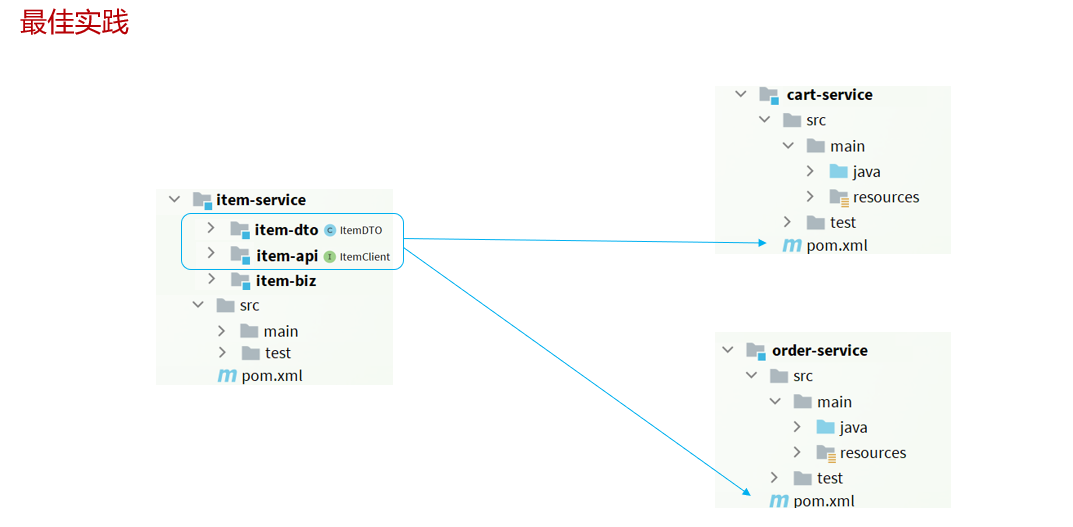 最佳实践
item-service
item-dto C ItemDTO
item-api I ItemClient
item-biz
src
main
test
m pom.xml
cart-service
src
main
java
resources
test
m pom.xml
order-service
src
main
java
resources
test
m pom.xml